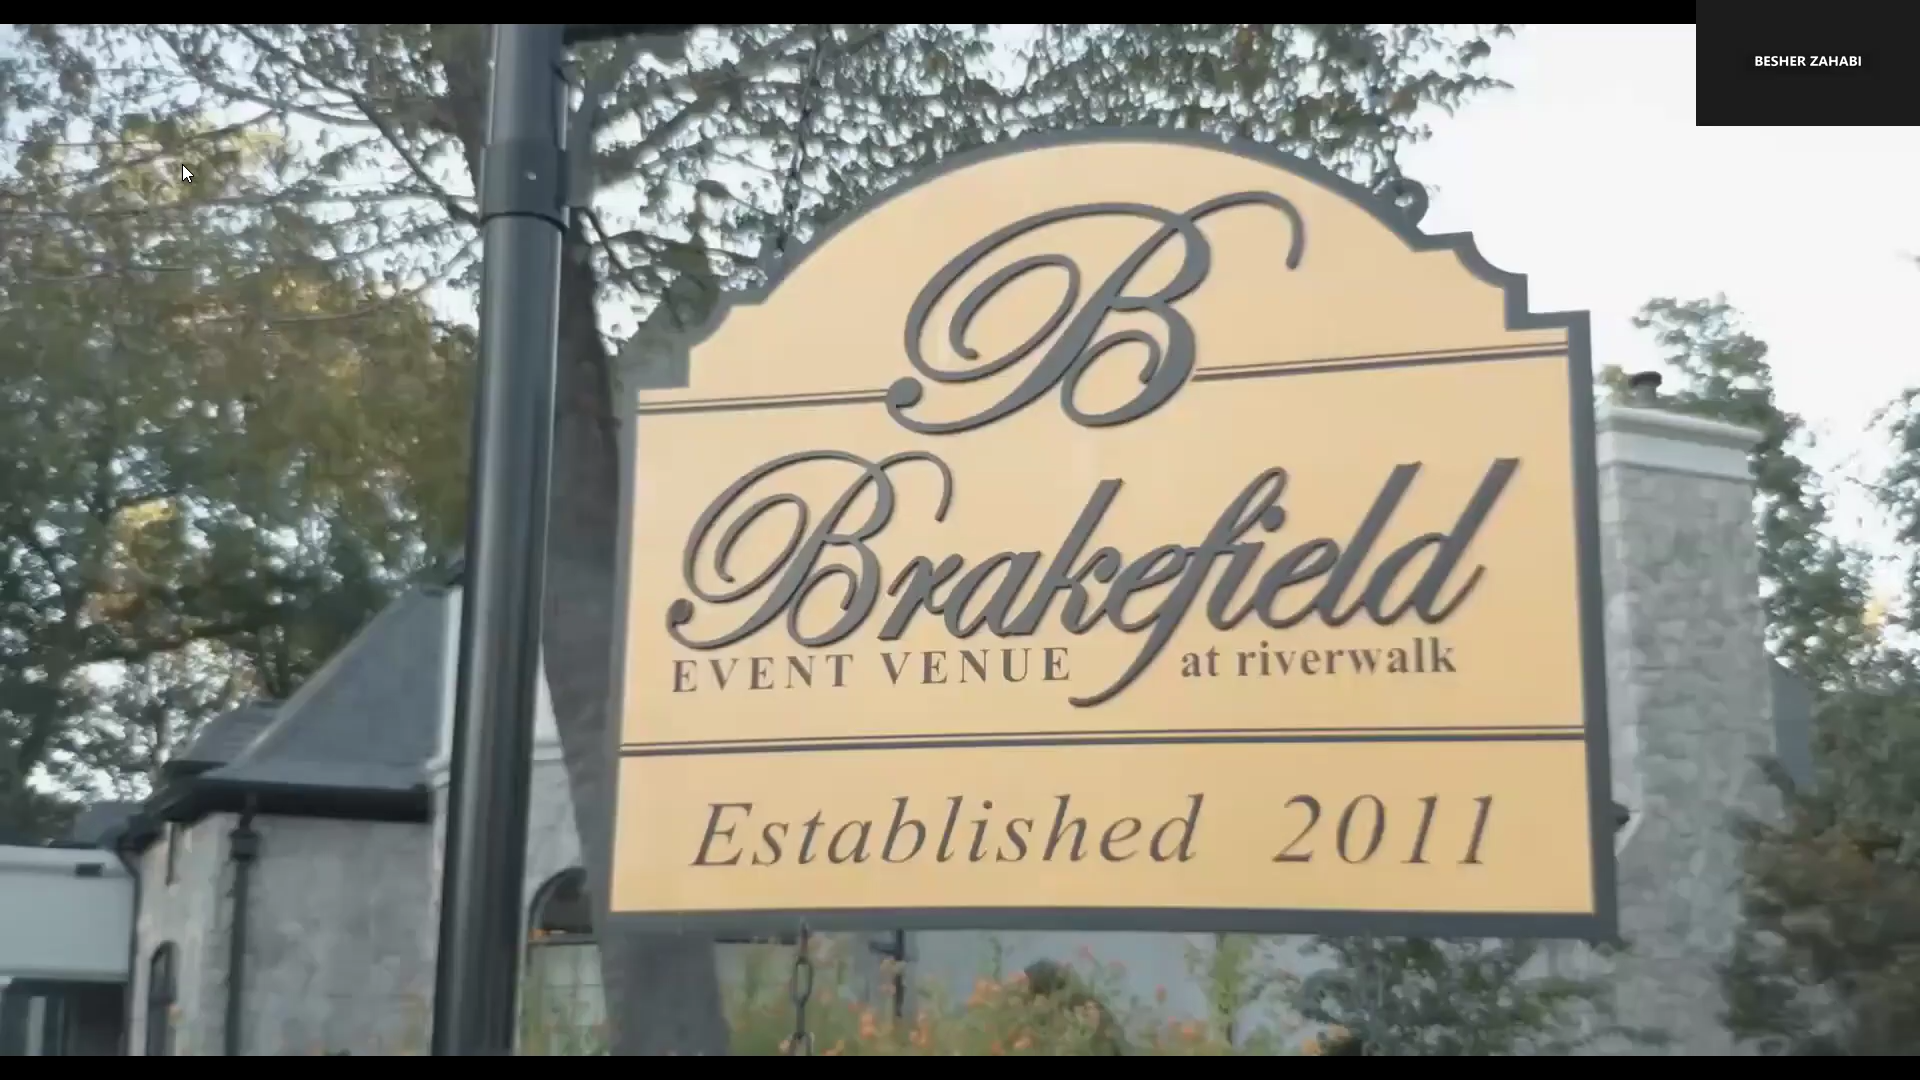 BESHER ZAHABI
B
Brakefield
EVENT VENUE at riverwalk
Established 2011